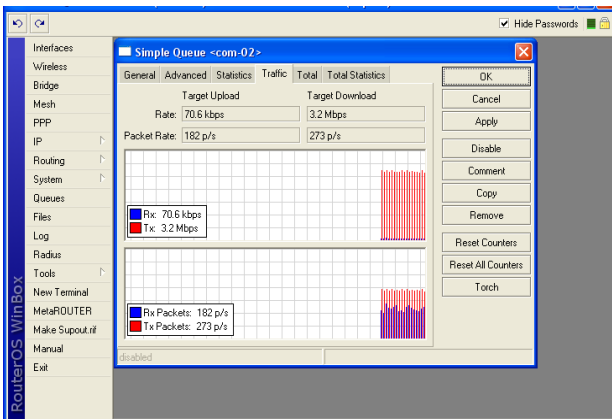 Hide Passwords
Interfaces
Wireless
Bridge
Mesh
PPP
IP
Routing
System
Queues
Files
Log
Radius
Tools
New Terminal
MetaROUTER
Make Supout.rif
Manual
Exit
RouterOS WinBox
Simple Queue <com-02>
General Advanced Statistics Traffic Total Total Statistics
Target Upload Target Download
Rate: 70.6 kbps 3.2 Mbps
Packet Rate: 182 p/s 273 p/s
Rx: 70.6 kbps
Tx: 3.2 Mbps
Rx Packets: 182 p/s
Tx Packets: 273 p/s
disabled
OK
Cancel
Apply
Disable
Comment
Copy
Remove
Reset Counters
Reset All Counters
Torch